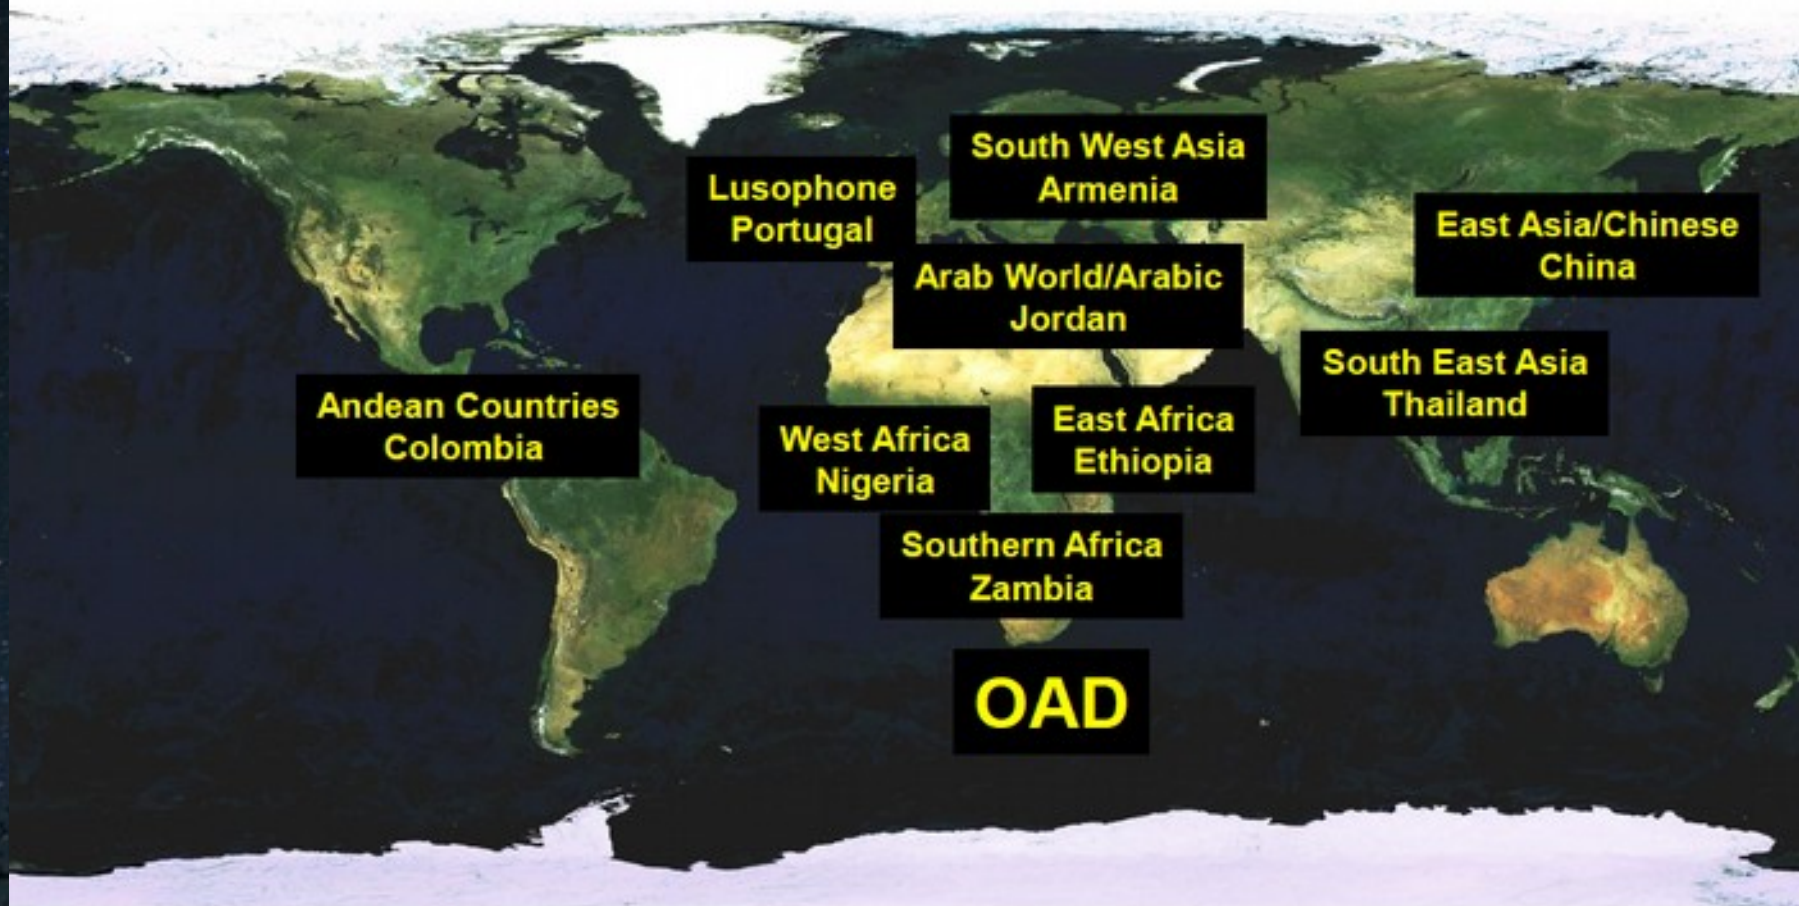 South West Asia
Armenia
Lusophone
Portugal
East Asia/Chinese
China
Arab World/Arabic
Jordan
South East Asia
Thailand
Andean Countries
Colombia
East Africa
Ethiopia
West Africa
Nigeria
Southern Africa
Zambia
OAD